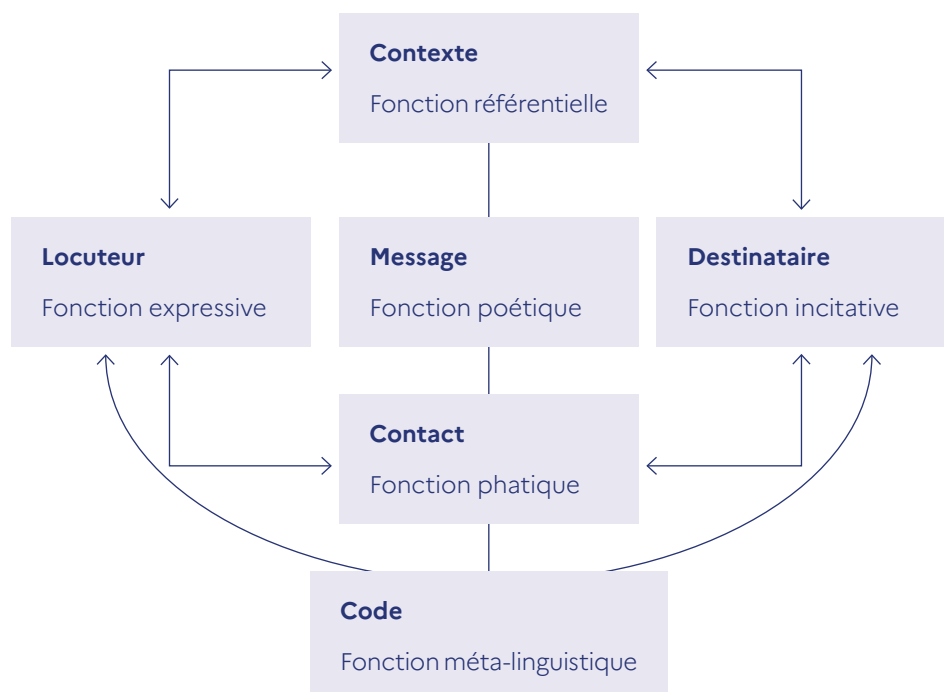 Contexte
Fonction référentielle
Locuteur
Fonction expressive
Message
Fonction poétique
Destinataire
Fonction incitative
Contact
Fonction phatique
Code
Fonction méta-linguistique